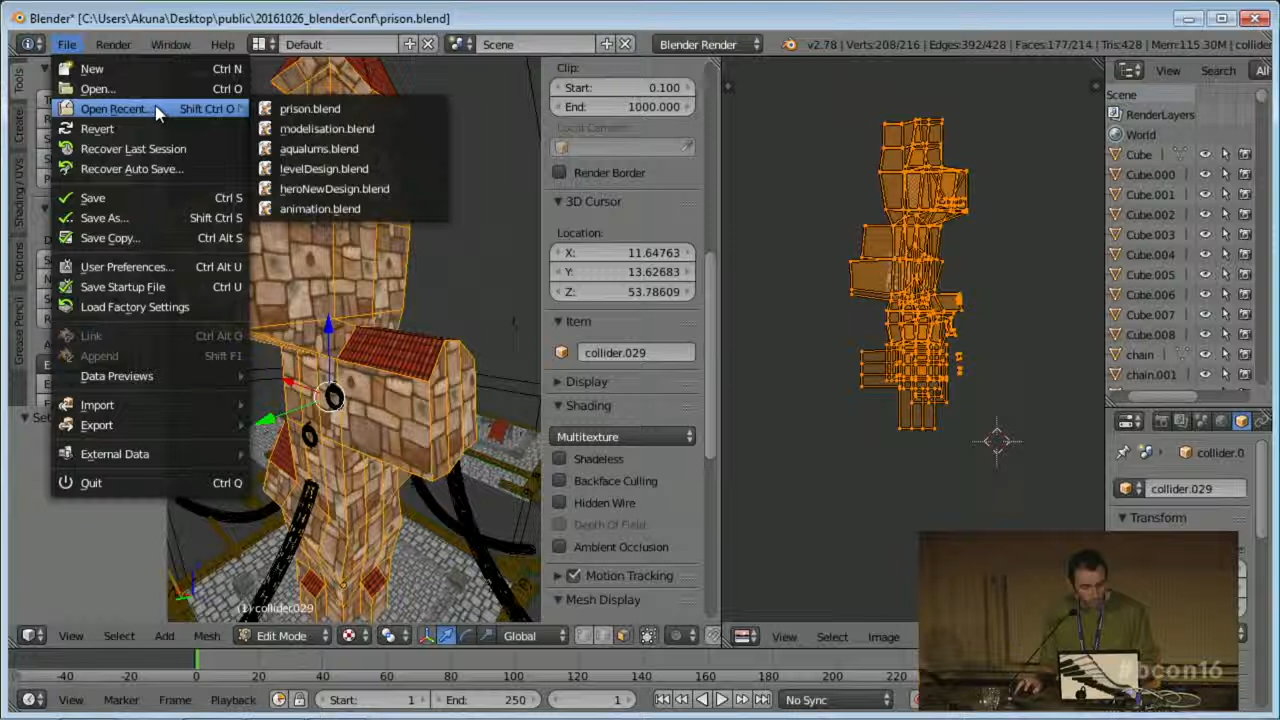 Blender* [C:\Users\Akuna\Desktop\public\20161026_blenderConf\prison.blend]
File Render Window Help Default Scene Blender Render v2.78 | Verts:208/216 | Edges:392/428 | Faces:177/214 | Tris:428 | Mem:115.30M | collider
New Ctrl N
Open... Ctrl O
Open Recent... Shift Ctrl O
Revert
Recover Last Session
Recover Auto Save...
Save Ctrl S
Save As... Shift Ctrl S
Save Copy... Ctrl Alt S
User Preferences... Ctrl Alt U
Save Startup File Ctrl U
Load Factory Settings
Link Ctrl Alt O
Append Shift F1
Data Previews
Import
Export
External Data
Quit Ctrl Q
prison.blend
modelisation.blend
aqualums.blend
levelDesign.blend
heroNewDesign.blend
animation.blend
Tools
Create
Shading / UVs
Options
Grease Pencil
(1) collider.029
Clip:
Start: 0.100
End: 1000.000
Local Camera:
Render Border
3D Cursor
Location:
X: 11.64763
Y: 13.62683
Z: 53.78609
Item
collider.029
Display
Shading
Multitexture
Shadeless
Backface Culling
Hidden Wire
Depth Of Field
Ambient Occlusion
Motion Tracking
Mesh Display
View Search All
Scene
RenderLayers
World
Cube
Cube.000
Cube.001
Cube.002
Cube.003
Cube.004
Cube.005
Cube.006
Cube.007
Cube.008
chain
chain.001
collider.0
collider.029
Transform
View Select Add Mesh Edit Mode Global
View Select Image
-40 -20 0 20 40 60 80 100 120 140 160 180 200 220
View Marker Frame Playback Start: 1 End: 250 1 No Sync
#bcon16